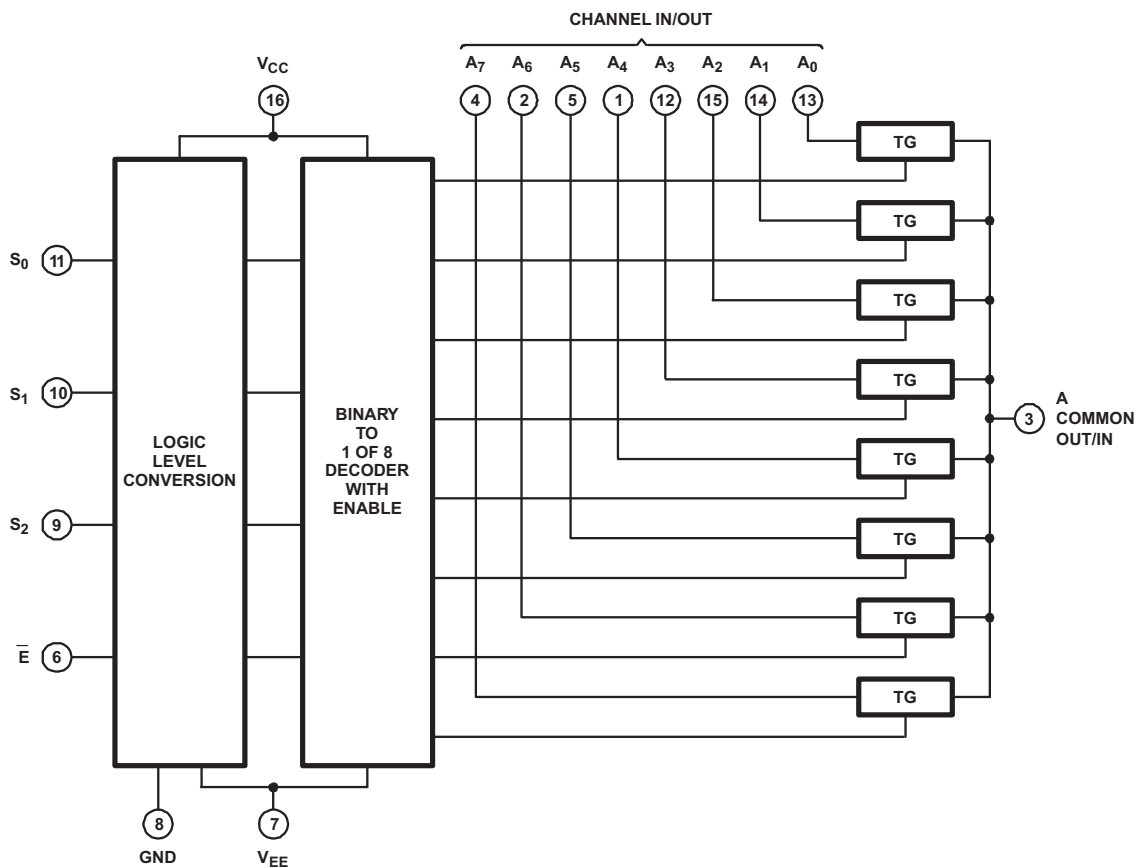 CHANNEL IN/OUT
VCC
A7 A6 A5 A4 A3 A2 A1 A0
16
4 2 5 1 12 15 14 13
TG
TG
S0 11
TG
TG
S1 10
A
3 COMMON
OUT/IN
LOGIC
LEVEL
CONVERSION
BINARY
TO
1 OF 8
DECODER
WITH
ENABLE
TG
S2 9
TG
TG
E̅ 6
TG
8
7
GND
VEE